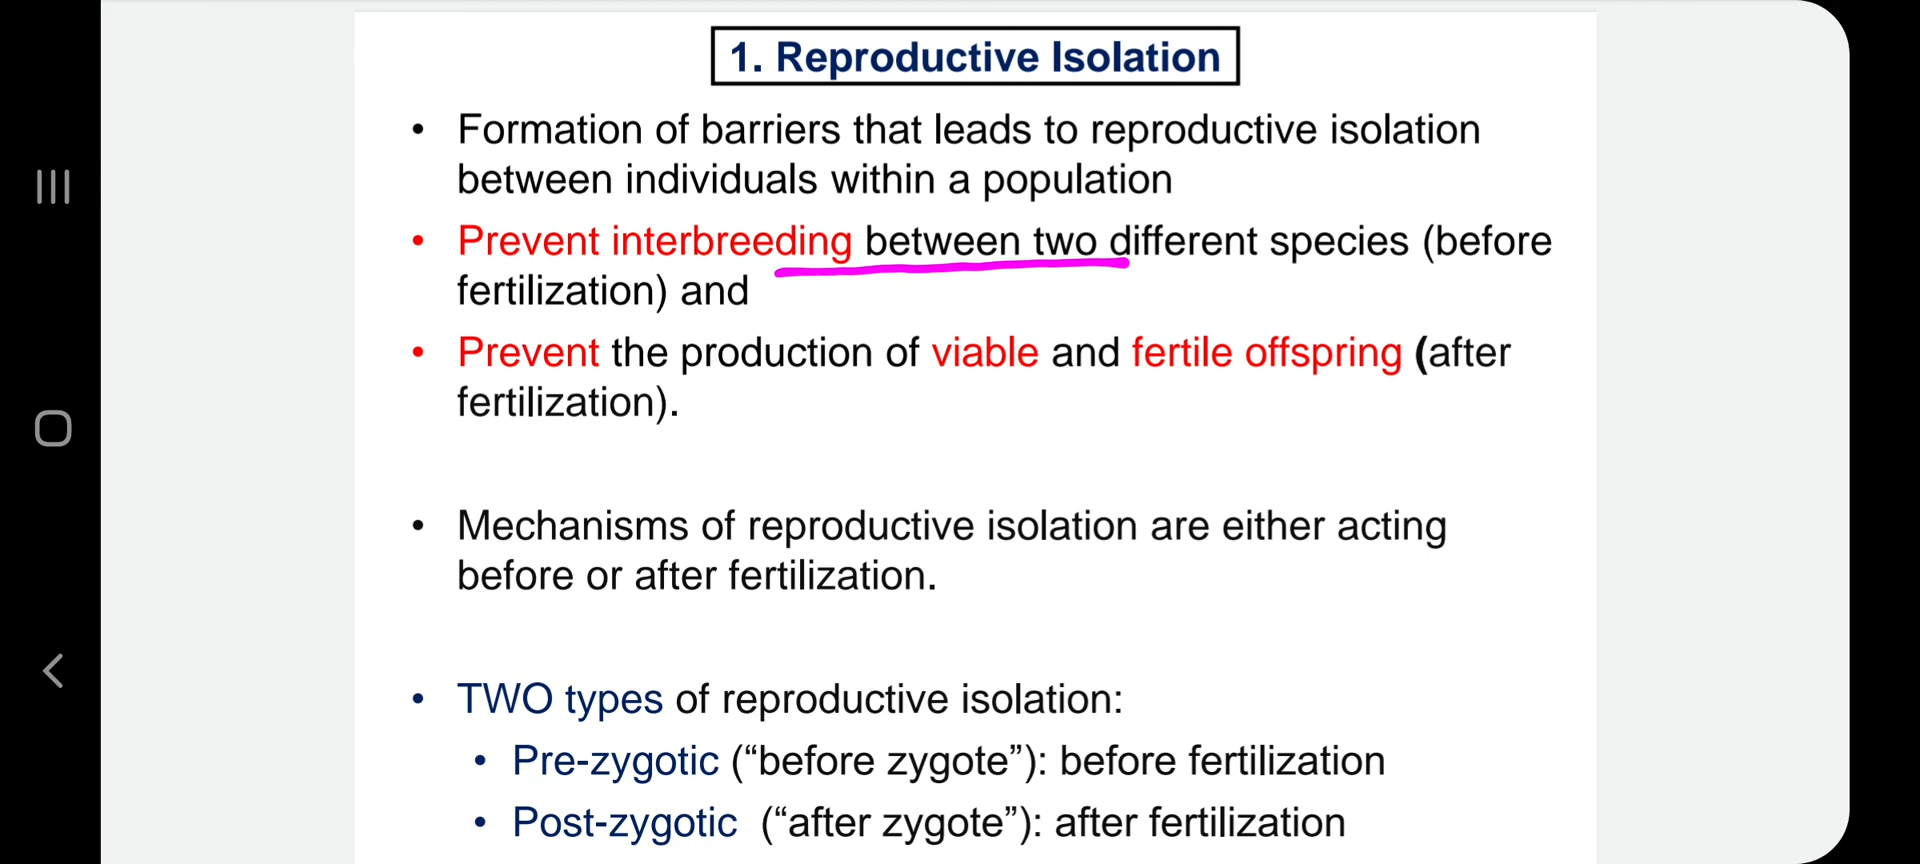 1. Reproductive Isolation
• Formation of barriers that leads to reproductive isolation
between individuals within a population
• Prevent interbreeding between two different species (before
fertilization) and
• Prevent the production of viable and fertile offspring (after
fertilization).
• Mechanisms of reproductive isolation are either acting
before or after fertilization.
• TWO types of reproductive isolation:
• Pre-zygotic (“before zygote”): before fertilization
• Post-zygotic (“after zygote”): after fertilization